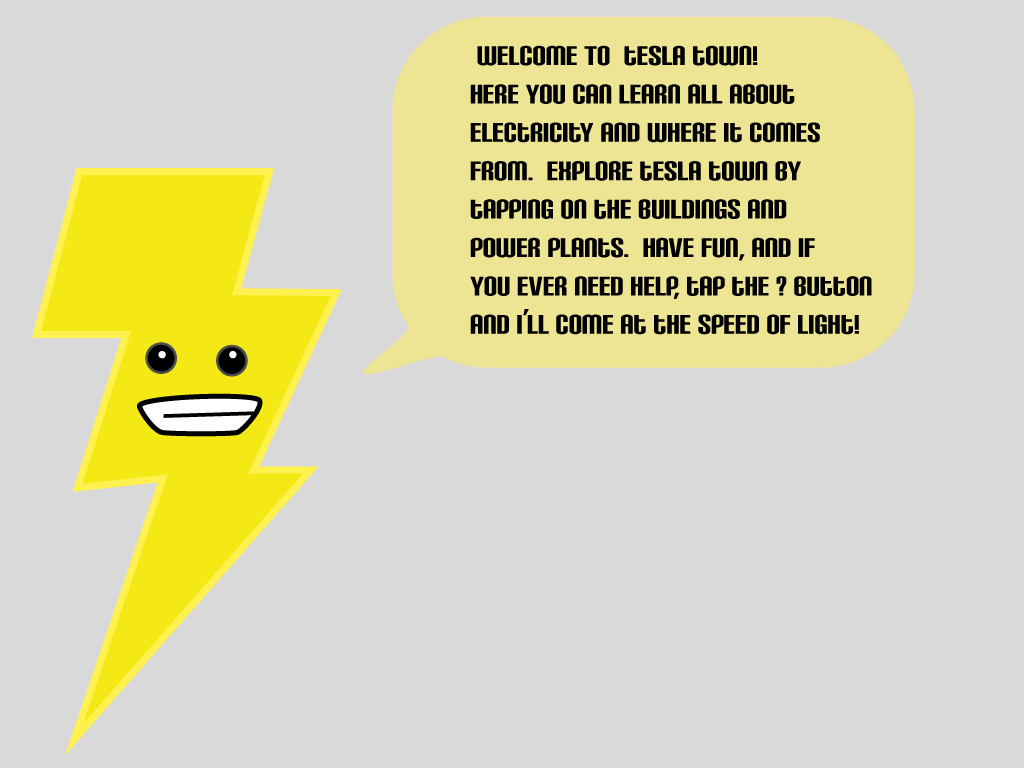 WELCOME TO TESLA TOWN!
HERE YOU CAN LEARN ALL ABOUT
ELECTRICITY AND WHERE IT COMES
FROM. EXPLORE TESLA TOWN BY
TAPPING ON THE BUILDINGS AND
POWER PLANTS. HAVE FUN, AND IF
YOU EVER NEED HELP, TAP THE ? BUTTON
AND I'LL COME AT THE SPEED OF LIGHT!